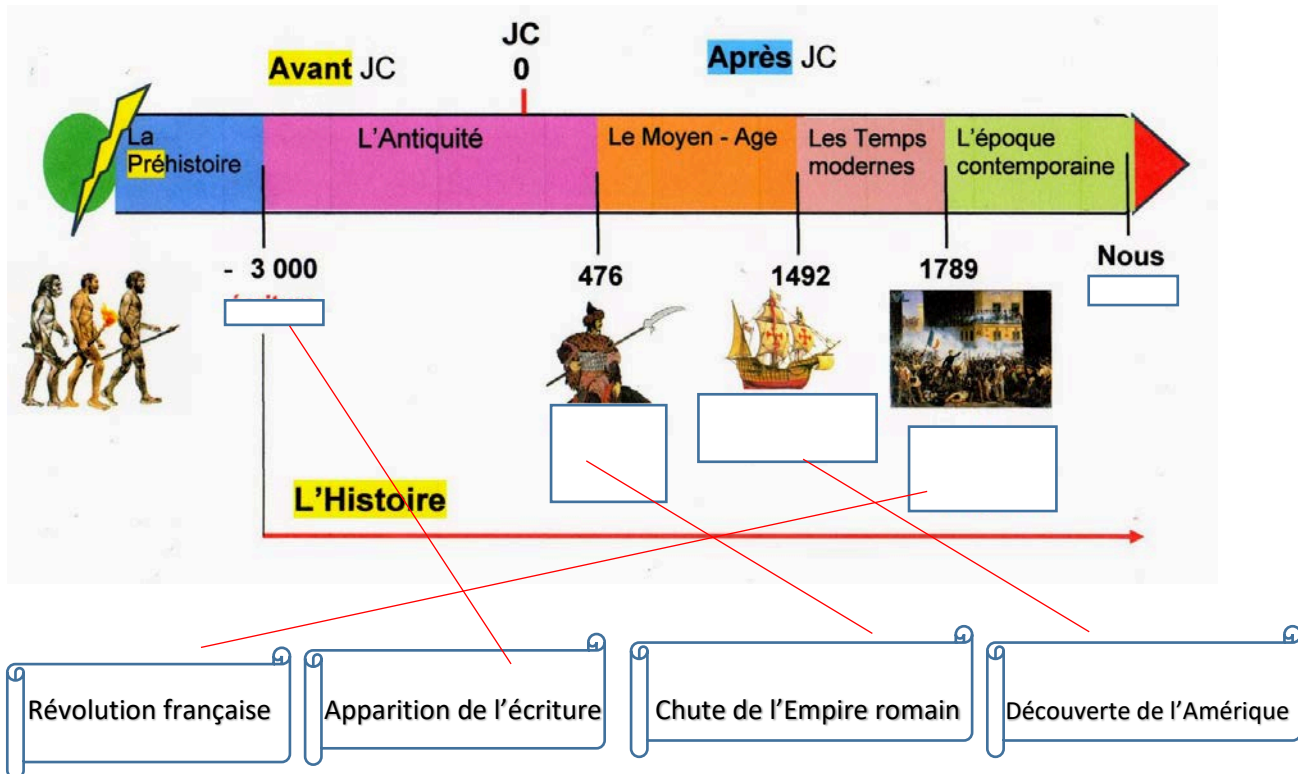 JC
0
Avant JC
Après JC
La
Préhistoire
L'Antiquité
Le Moyen - Age
Les Temps
modernes
L'époque
contemporaine
- 3 000
476
1492
1789
Nous
L'Histoire
Révolution française
Apparition de l'écriture
Chute de l'Empire romain
Découverte de l'Amérique